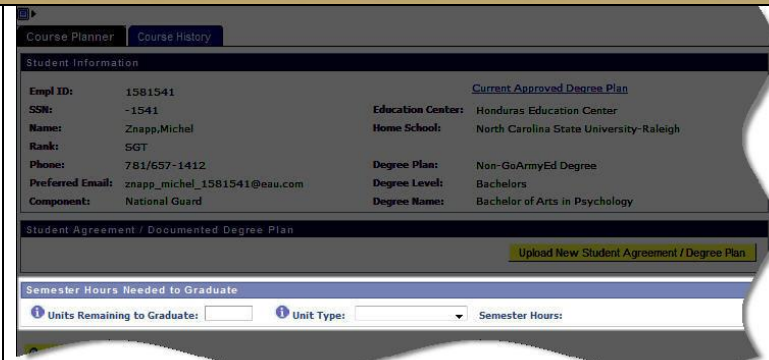 Course Planner Course History
Student Information
Empl ID: 1581541 Current Approved Degree Plan
SSN: -1541 Education Center: Honduras Education Center
Name: Znapp,Michel Home School: North Carolina State University-Raleigh
Rank: SGT
Phone: 781/657-1412 Degree Plan: Non-GoArmyEd Degree
Preferred Email: znapp_michel_1581541@eau.com Degree Level: Bachelors
Component: National Guard Degree Name: Bachelor of Arts in Psychology
Student Agreement / Documented Degree Plan
Upload New Student Agreement / Degree Plan
Semester Hours Needed to Graduate
Units Remaining to Graduate: Unit Type: Semester Hours: